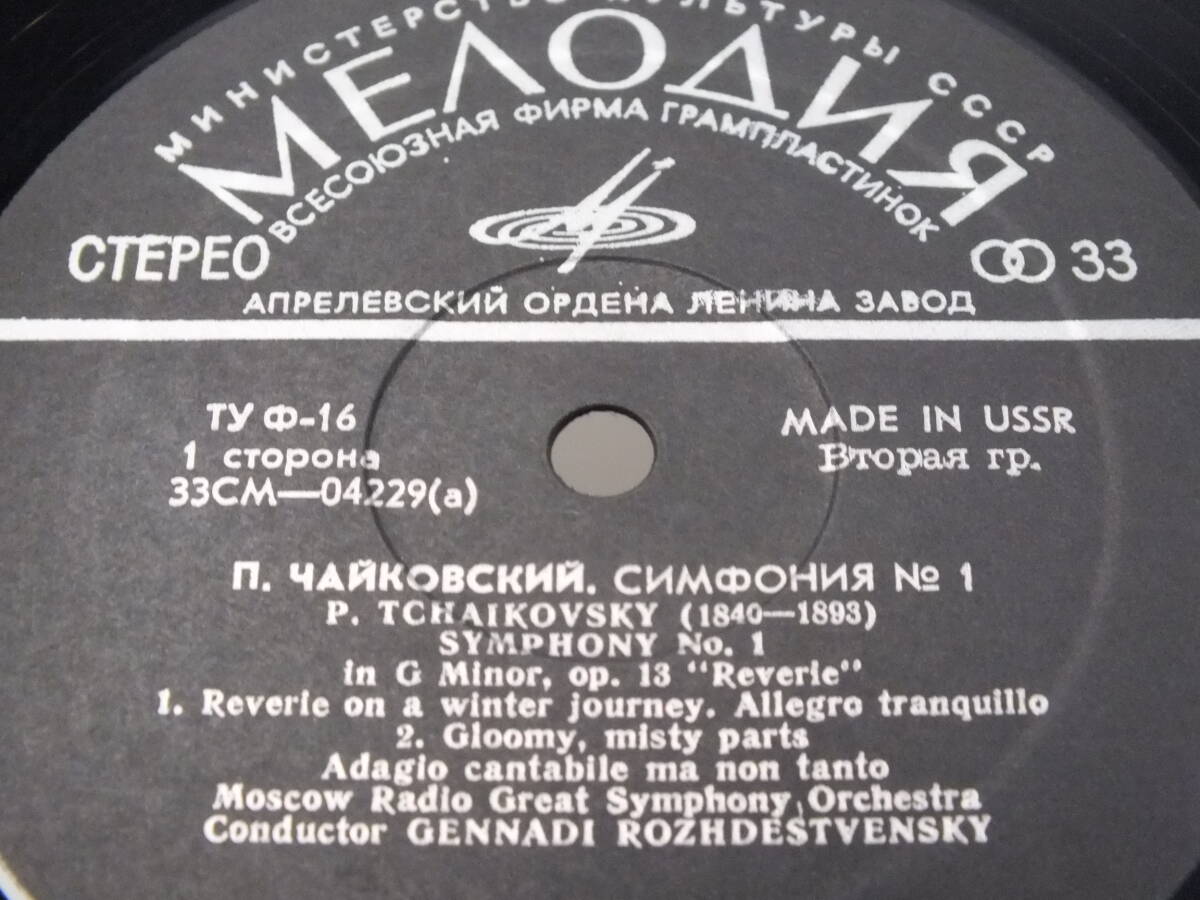 МИНИСТЕРСТВО КУЛЬТУРЫ СССР
МЕЛОДИЯ
ВСЕСОЮЗНАЯ ФИРМА ГРАМПЛАСТИНОК
СТЕРЕО
33
АПРЕЛЕВСКИЙ ОРДЕНА ЛЕНИНА ЗАВОД
ТУ Ф-16
MADE IN USSR
1 сторона
Вторая гр.
33СМ—04229(а)
П. ЧАЙКОВСКИЙ. СИМФОНИЯ № 1
P. TCHAIKOVSKY (1840—1893)
SYMPHONY No. 1
in G Minor, op. 13 "Reverie"
1. Reverie on a winter journey. Allegro tranquillo
2. Gloomy, misty parts
Adagio cantabile ma non tanto
Moscow Radio Great Symphony Orchestra
Conductor GENNADI ROZHDESTVENSKY